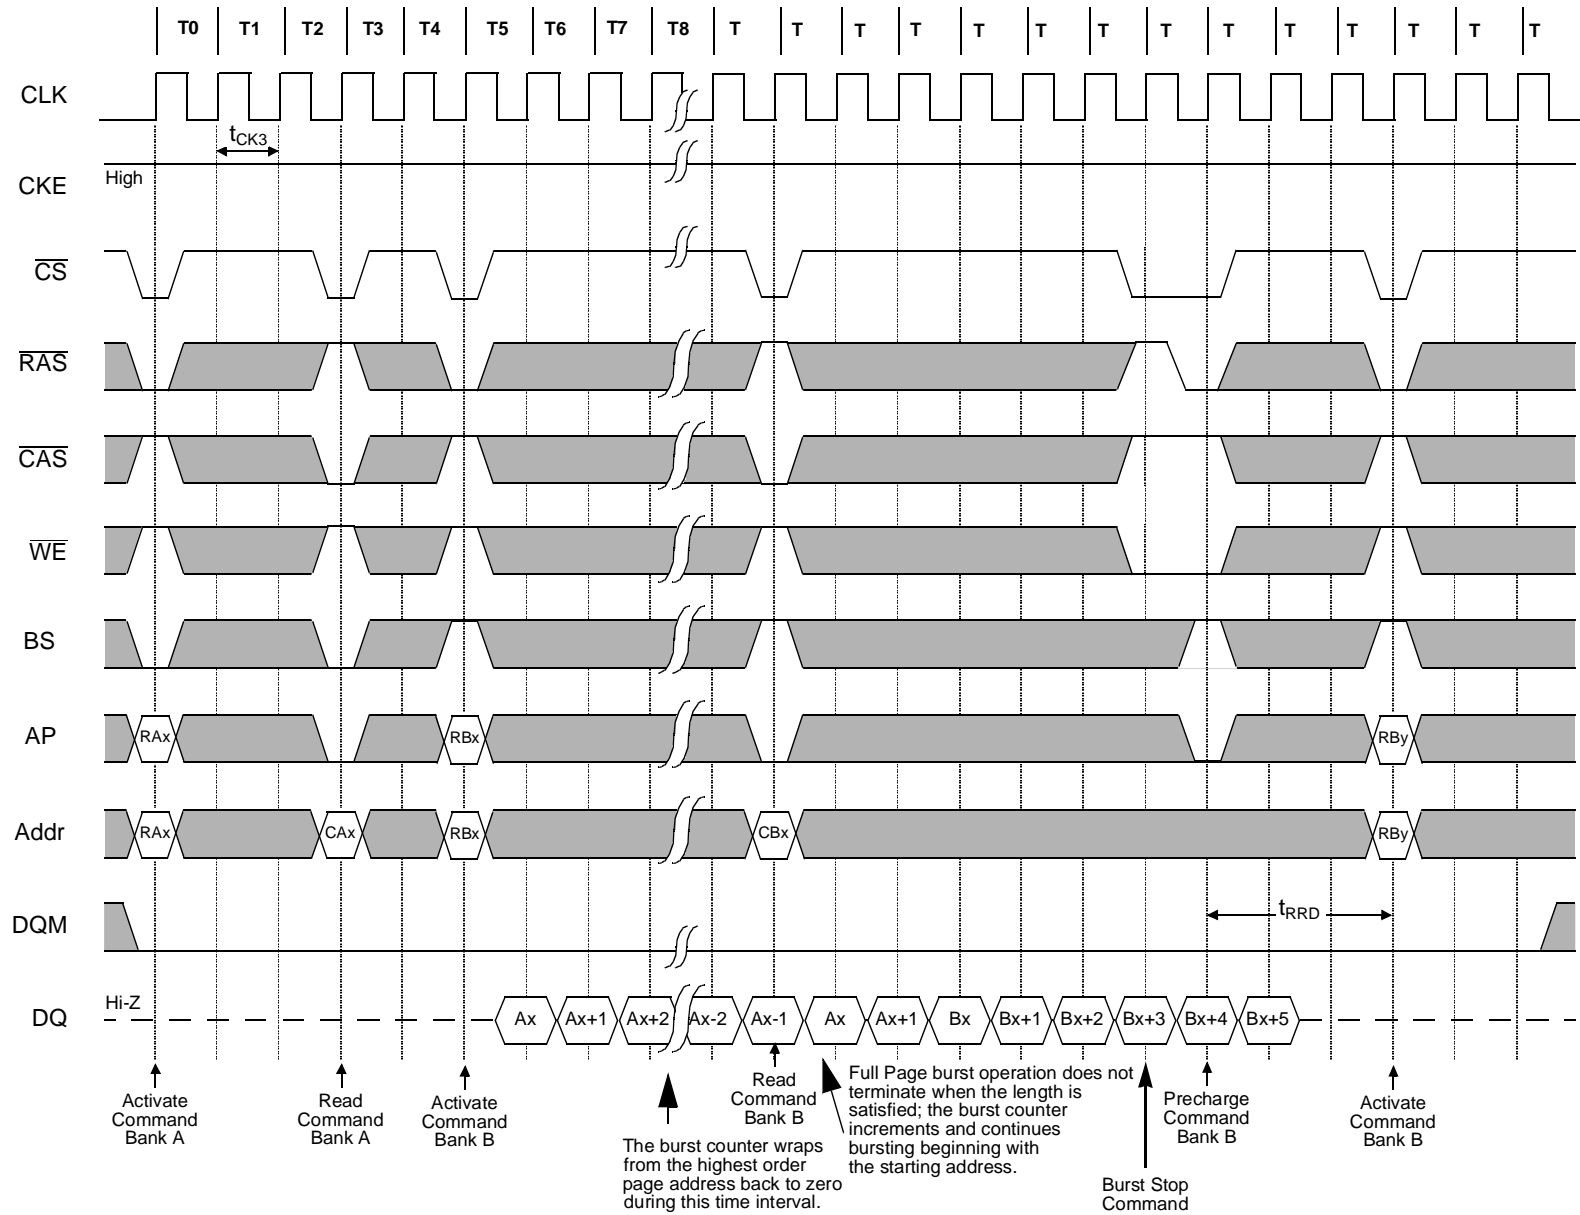 T0 T1 T2 T3 T4 T5 T6 T7 T8 T T T T T T T T T T T T T T
CLK
tCK3
CKE
High
CS
RAS
CAS
WE
BS
AP
RAx RBx RBy
Addr
RAx CAx RBx CBx RBy
DQM
tRRD
DQ
Hi-Z
Ax Ax+1 Ax+2 Ax-2 Ax-1 Ax Ax+1 Bx Bx+1 Bx+2 Bx+3 Bx+4 Bx+5
Activate
Command
Bank A
Read
Command
Bank A
Activate
Command
Bank B
The burst counter wraps
from the highest order
page address back to zero
during this time interval.
Read
Command
Bank B
Full Page burst operation does not
terminate when the length is
satisfied; the burst counter
increments and continues
bursting beginning with
the starting address.
Burst Stop
Command
Precharge
Command
Bank B
Activate
Command
Bank B